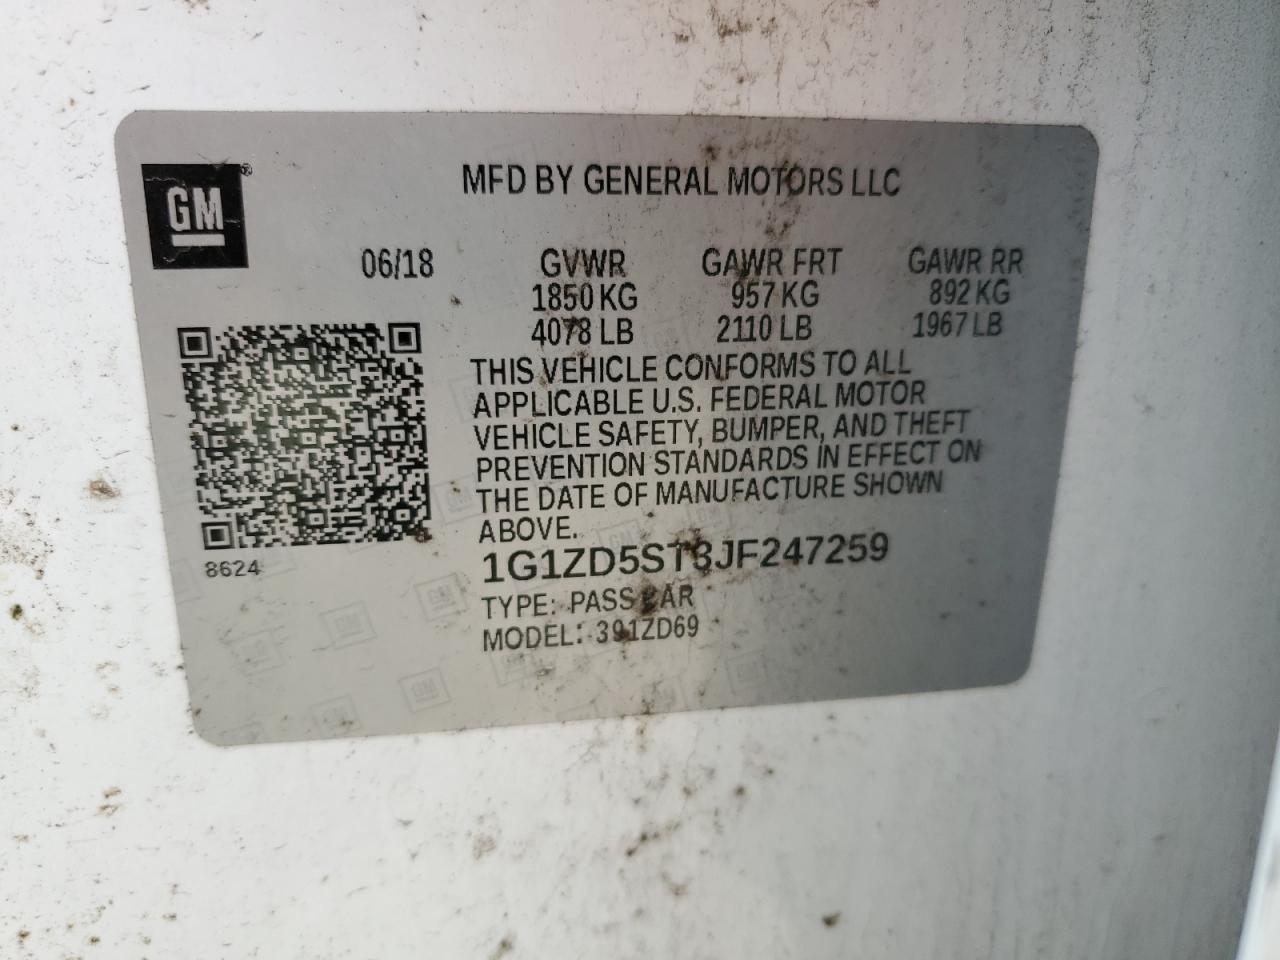 GM
MFD BY GENERAL MOTORS LLC
06/18 GVWR GAWR FRT GAWR RR
1850 KG 957 KG 892 KG
4078 LB 2110 LB 1967 LB
THIS VEHICLE CONFORMS TO ALL
APPLICABLE U.S. FEDERAL MOTOR
VEHICLE SAFETY, BUMPER, AND THEFT
PREVENTION STANDARDS IN EFFECT ON
THE DATE OF MANUFACTURE SHOWN
ABOVE.
8624
1G1ZD5ST3JF247259
TYPE: PASS CAR
MODEL: 391ZD69